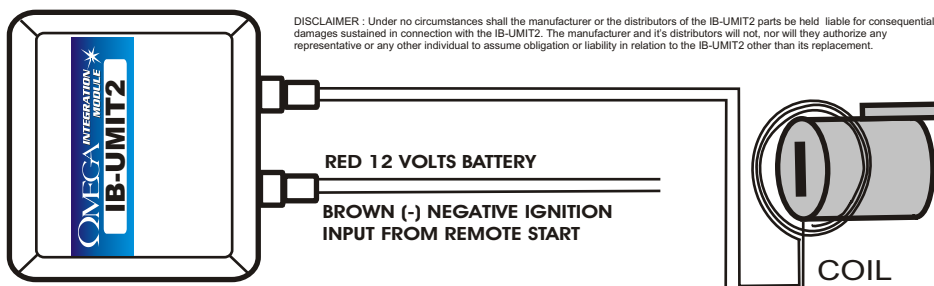 DISCLAIMER : Under no circumstances shall the manufacturer or the distributors of the IB-UMIT2 parts be held liable for consequential
damages sustained in connection with the IB-UMIT2. The manufacturer and it's distributors will not, nor will they authorize any
representative or any other individual to assume obligation or liability in relation to the IB-UMIT2 other than its replacement.
OMEGA INTEGRATION
MODULE
IB-UMIT2
RED 12 VOLTS BATTERY
BROWN (-) NEGATIVE IGNITION
INPUT FROM REMOTE START
COIL